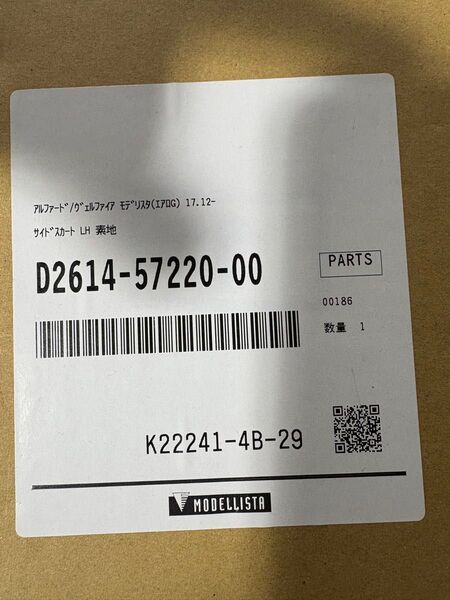 ｱﾙﾌｧｰﾄﾞ/ｳﾞｪﾙﾌｧｲｱ ﾓﾃﾞﾘｽﾀ(ｴｱﾛG) 17.12-
ｻｲﾄﾞｽｶｰﾄ LH 素地
D2614-57220-00
PARTS
00186
数量 1
K22241-4B-29
MODELLISTA